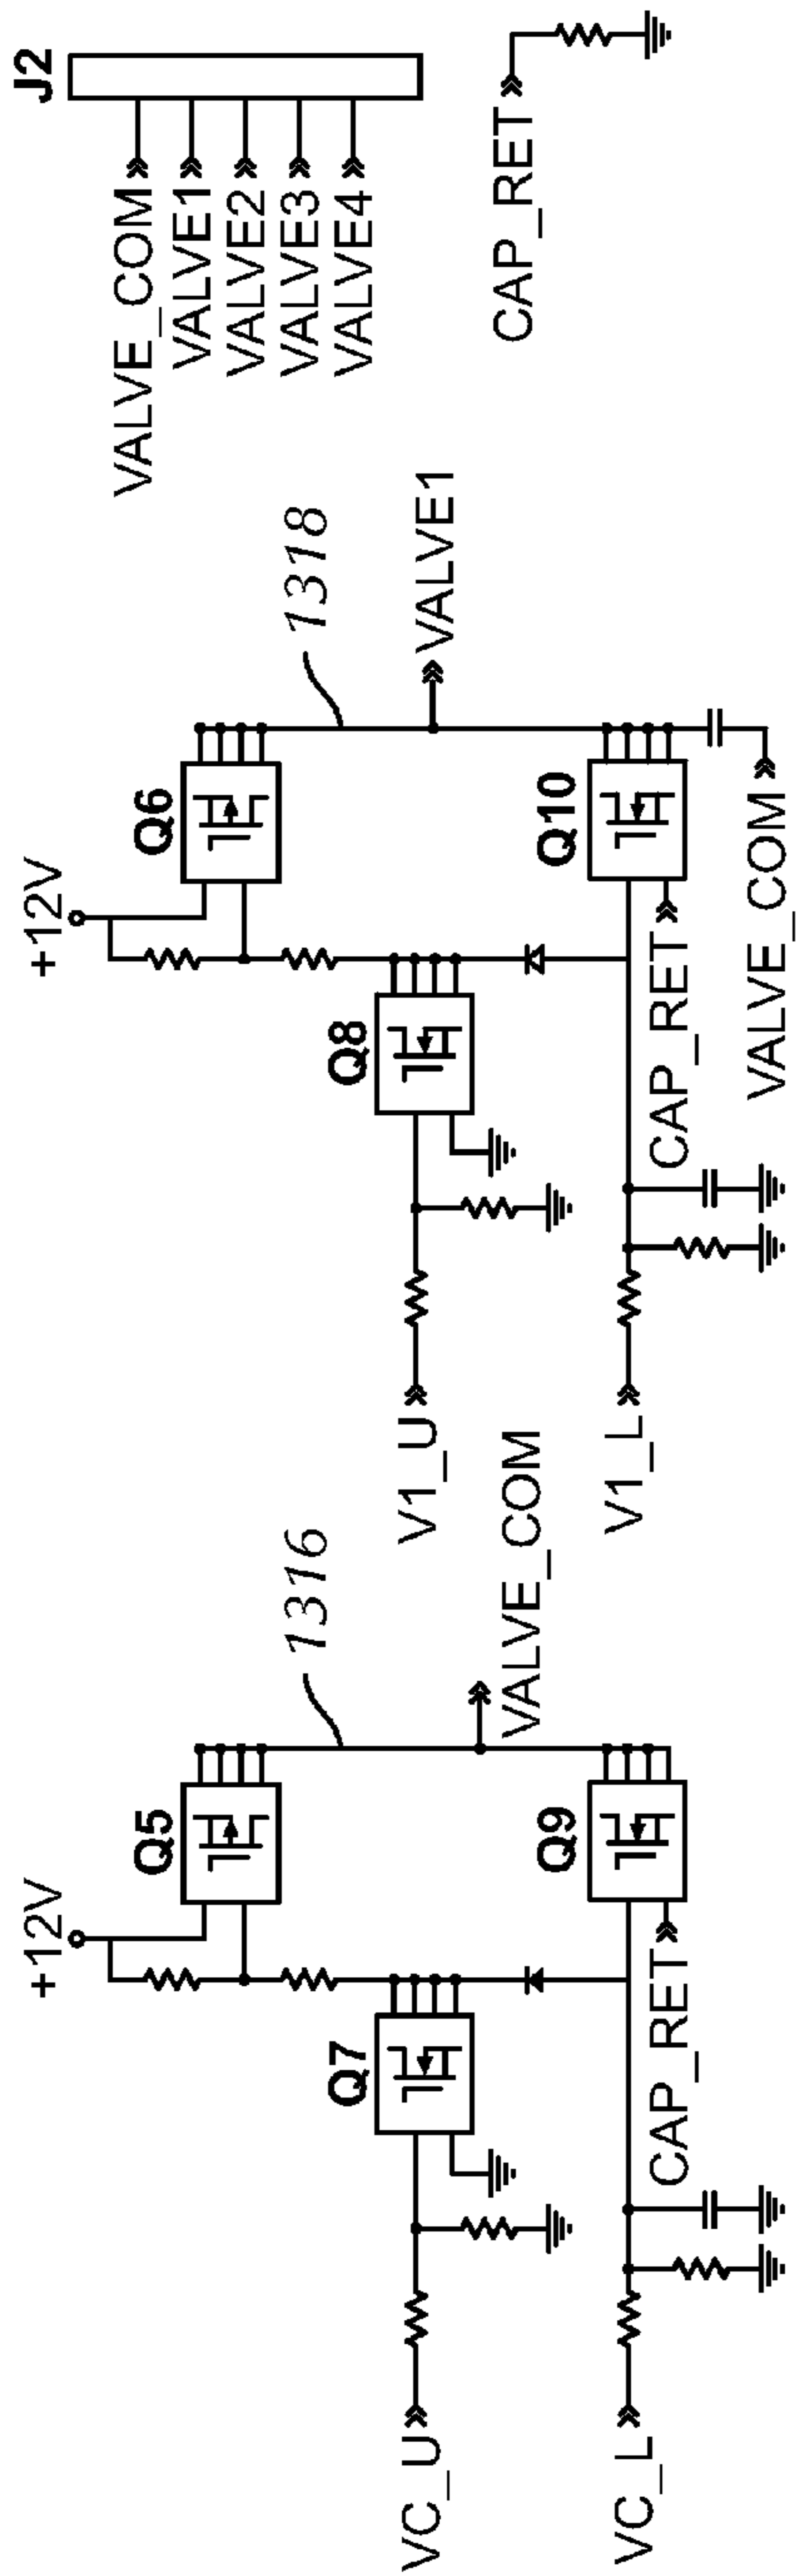 J2
VALVE_COM
VALVE1
VALVE2
VALVE3
VALVE4
CAP_RET
+12V
Q6
1318
VALVE1
Q8
Q10
V1_U
V1_L
CAP_RET
VALVE_COM
+12V
Q5
1316
VALVE_COM
Q7
Q9
VC_U
VC_L
CAP_RET